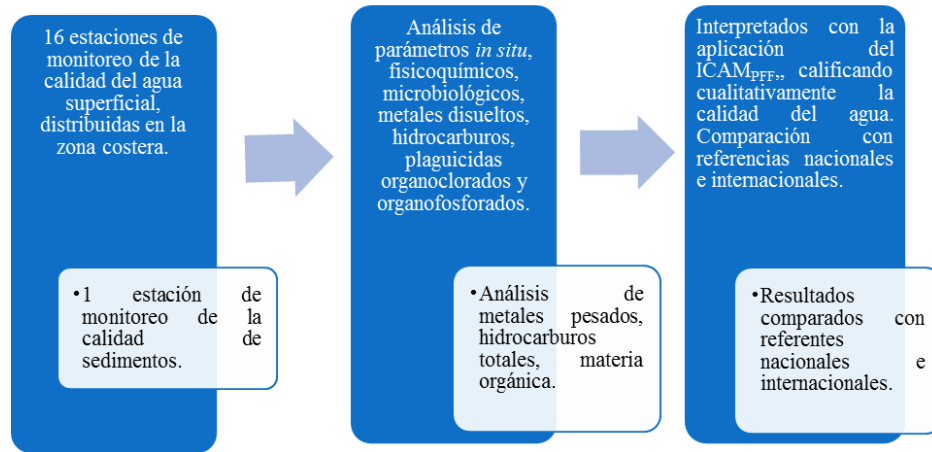 16 estaciones de
monitoreo de la
calidad del agua
superficial,
distribuidas en la
zona costera.
•1 estación de
monitoreo de la
calidad de
sedimentos.
Análisis de
parámetros in situ,
fisicoquímicos,
microbiológicos,
metales disueltos,
hidrocarburos,
plaguicidas
organoclorados y
organofosforados.
•Análisis de
metales pesados,
hidrocarburos
totales, materia
orgánica.
Interpretados con la
aplicación del
ICAMPFF,, calificando
cualitativamente la
calidad del agua.
Comparación con
referencias nacionales
e internacionales.
•Resultados
comparados con
referentes
nacionales e
internacionales.